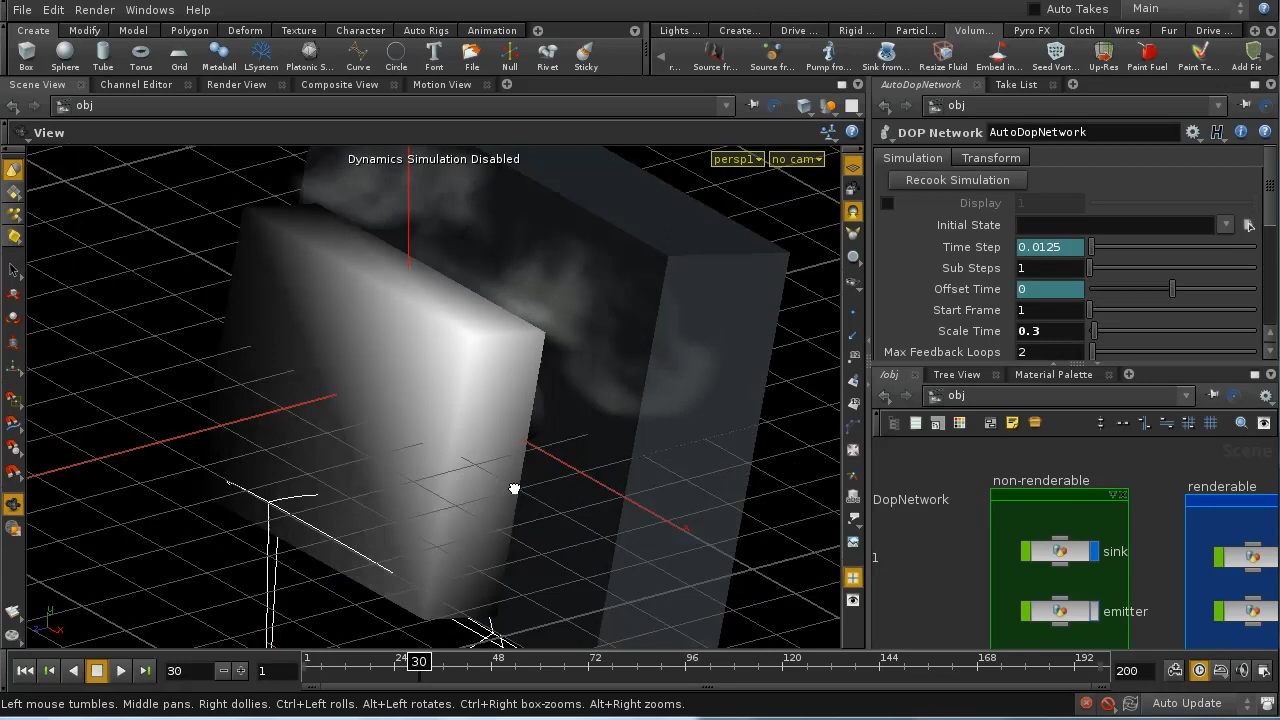 File Edit Render Windows Help Auto Takes Main
Create Modify Model Polygon Deform Texture Character Auto Rigs Animation
Lights ... Create... Drive ... Rigid ... Particl... Volum... Pyro FX Cloth Wires Fur Drive ...
Box Sphere Tube Torus Grid Metaball LSystem Platonic S... Curve Circle Font File Null Rivet Sticky
r... Source fr... Source fr... Pump fro... Sink from... Resize Fluid Embed in... Seed Vort... Up-Res Paint Fuel Paint Te... Add Fie
Scene View Channel Editor Render View Composite View Motion View
AutoDopNetwork Take List
obj
obj
View
DOP Network AutoDopNetwork
Dynamics Simulation Disabled
persp1
no cam
Simulation Transform
Recook Simulation
Display 1
Initial State
Time Step 0.0125
Sub Steps 1
Offset Time 0
Start Frame 1
Scale Time 0.3
Max Feedback Loops 2
/obj Tree View Material Palette
obj
Scene
non-renderable
renderable
DopNetwork
sink
1
emitter
y
z x
30 1
1 24 30 48 72 96 120 144 168 192
200
Left mouse tumbles. Middle pans. Right dollies. Ctrl+Left rolls. Alt+Left rotates. Ctrl+Right box-zooms. Alt+Right zooms.
Auto Update